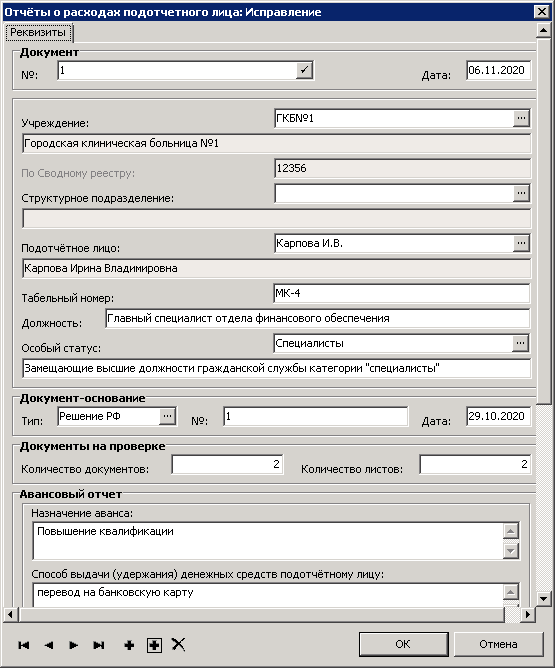 Отчёты о расходах подотчетного лица: Исправление
Реквизиты
Документ
№: 1 Дата: 06.11.2020
Учреждение: ГКБ№1
Городская клиническая больница №1
По Сводному реестру: 12356
Структурное подразделение:
Подотчётное лицо: Карпова И.В.
Карпова Ирина Владимировна
Табельный номер: МК-4
Должность: Главный специалист отдела финансового обеспечения
Особый статус: Специалисты
Замещающие высшие должности гражданской службы категории "специалисты"
Документ-основание
Тип: Решение РФ №: 1 Дата: 29.10.2020
Документы на проверке
Количество документов: 2 Количество листов: 2
Авансовый отчет
Назначение аванса:
Повышение квалификации
Способ выдачи (удержания) денежных средств подотчётному лицу:
перевод на банковскую карту
ОК Отмена